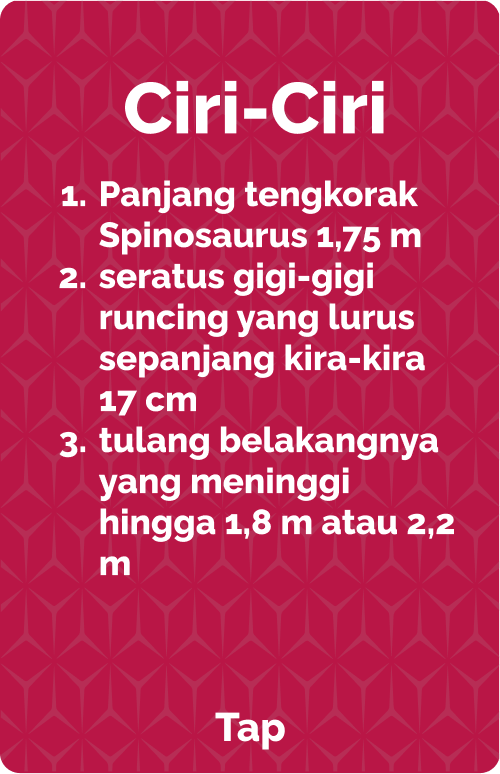 Ciri-Ciri
1. Panjang tengkorak
Spinosaurus 1,75 m
2. seratus gigi-gigi
runcing yang lurus
sepanjang kira-kira
17 cm
3. tulang belakangnya
yang meninggi
hingga 1,8 m atau 2,2
m
Tap